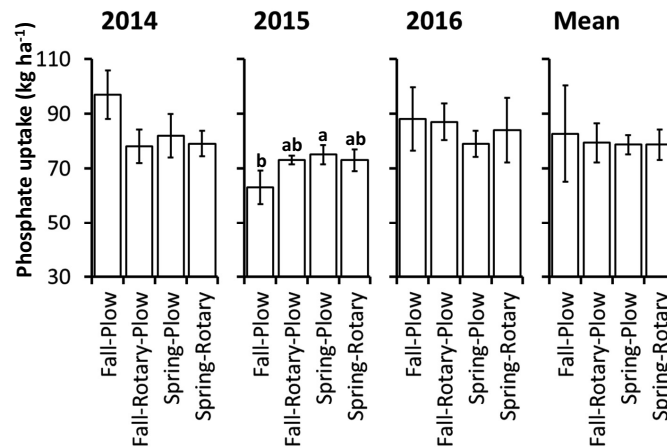 2014 2015 2016 Mean
Phosphate uptake (kg ha-1)
110
90
70
50
30
b ab a ab
Fall-Plow
Fall-Rotary-Plow
Spring-Plow
Spring-Rotary
Fall-Plow
Fall-Rotary-Plow
Spring-Plow
Spring-Rotary
Fall-Plow
Fall-Rotary-Plow
Spring-Plow
Spring-Rotary
Fall-Plow
Fall-Rotary-Plow
Spring-Plow
Spring-Rotary